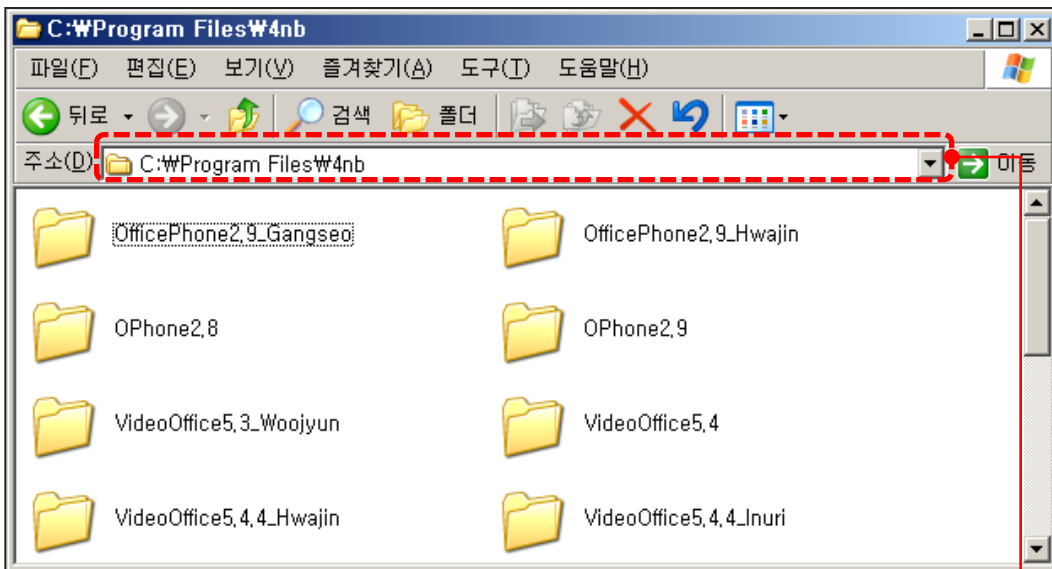 C:₩Program Files₩4nb
파일(F) 편집(E) 보기(V) 즐겨찾기(A) 도구(T) 도움말(H)
뒤로 검색 폴더
주소(D) C:₩Program Files₩4nb 이동
OfficePhone2,9_Gangseo OfficePhone2,9_Hwajin
OPhone2,8 OPhone2,9
VideoOffice5,3_Woojyun VideoOffice5,4
VideoOffice5,4,4_Hwajin VideoOffice5,4,4_Inuri